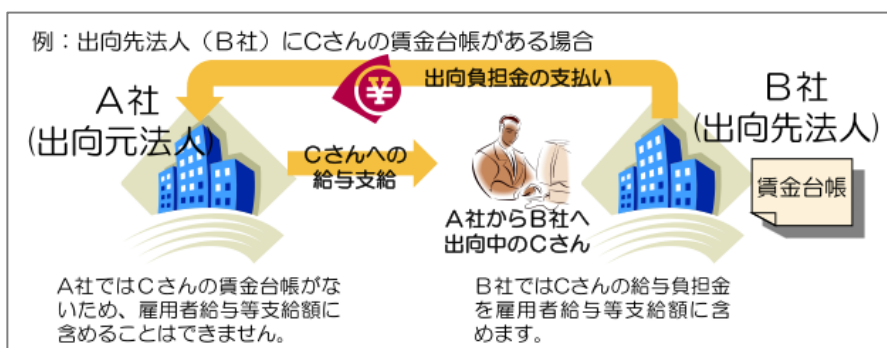 例：出向先法人（B社）にCさんの賃金台帳がある場合
出向負担金の支払い
¥
A社
(出向元法人)
B社
(出向先法人)
Cさんへの
給与支給
賃金台帳
A社からB社へ
出向中のCさん
A社ではCさんの賃金台帳がな
いため、雇用者給与等支給額に
含めることはできません。
B社ではCさんの給与負担金
を雇用者給与等支給額に含
めます。